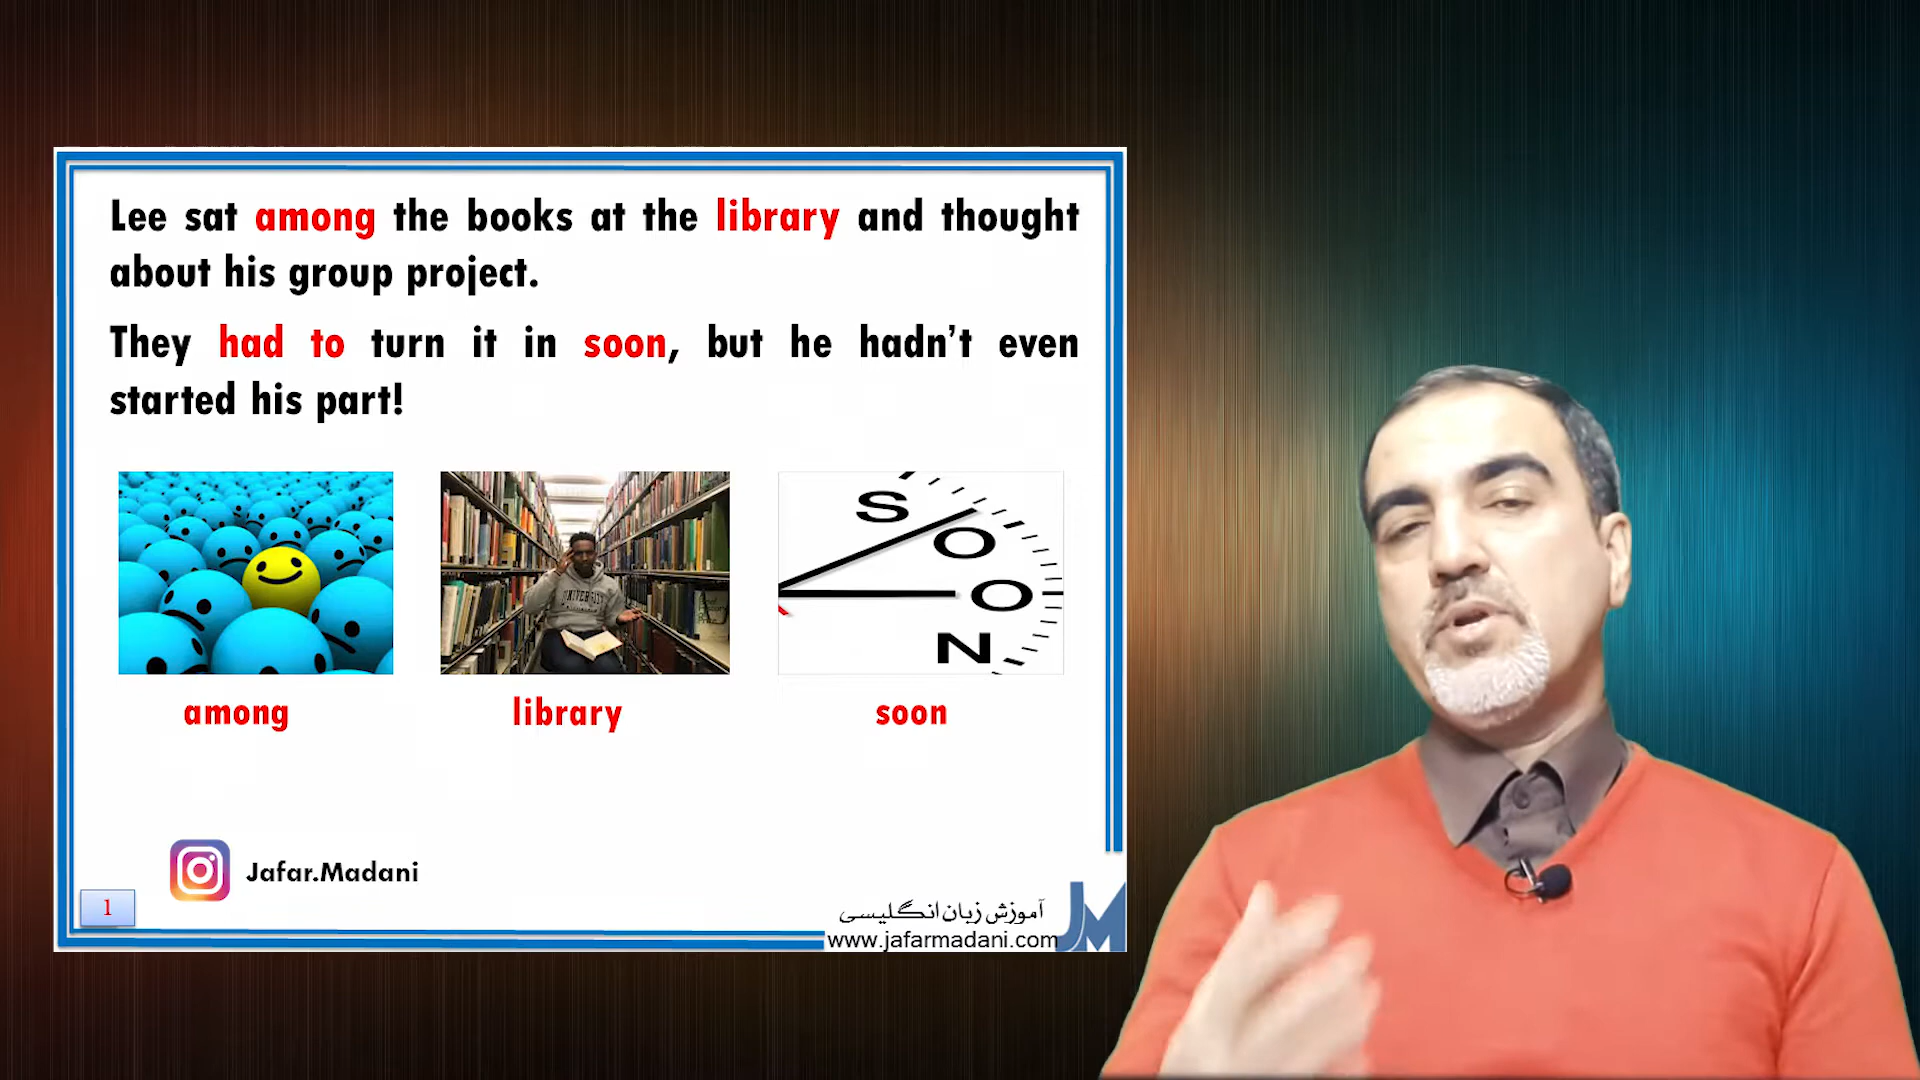 Lee sat among the books at the library and thought
about his group project.
They had to turn it in soon, but he hadn't even
started his part!
UNIVERSITY
S
O
O
N
among
library
soon
Jafar.Madani
1
آموزش زبان انگلیسی
www.jafarmadani.com
JM